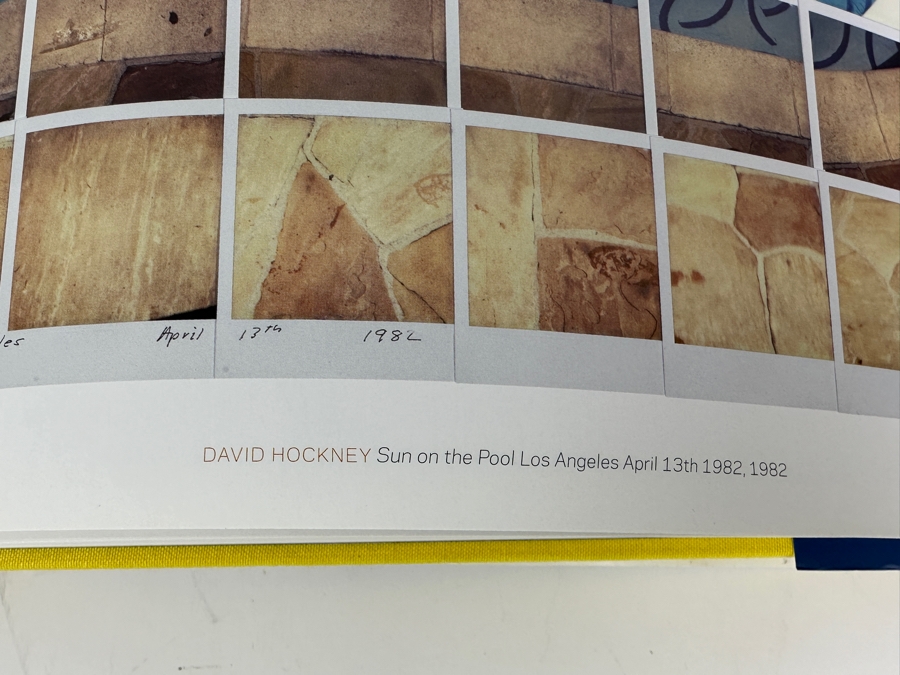 les April 13th 1982
DAVID HOCKNEY Sun on the Pool Los Angeles April 13th 1982, 1982